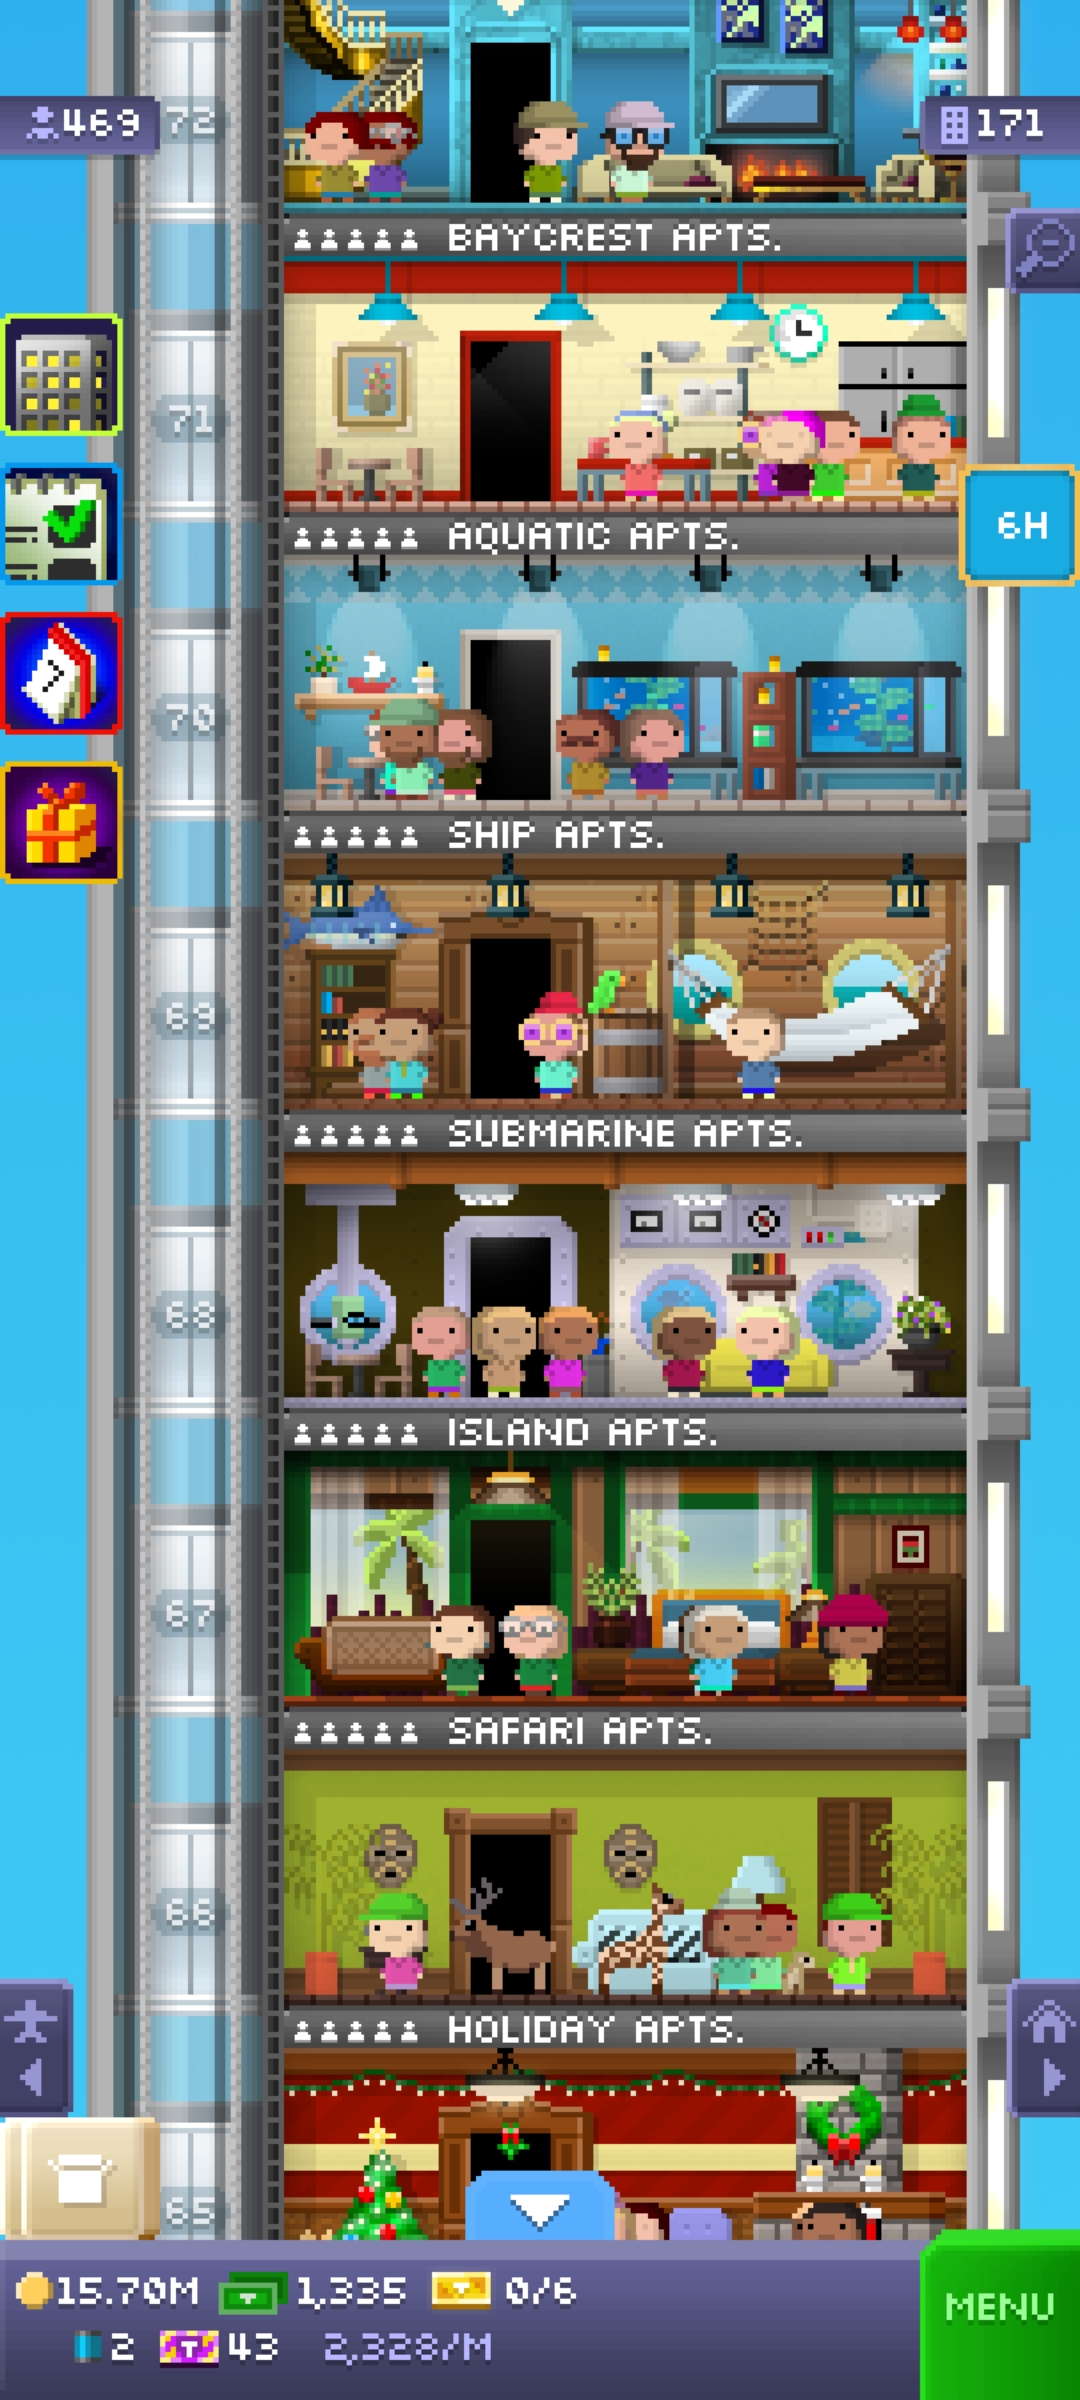 469
72
171
BAYCREST APTS.
71
AQUATIC APTS.
6H
70
SHIP APTS.
69
SUBMARINE APTS.
68
ISLAND APTS.
67
SAFARI APTS.
66
HOLIDAY APTS.
65
15.70M 1,335 0/6
2 43 2,328/M
MENU